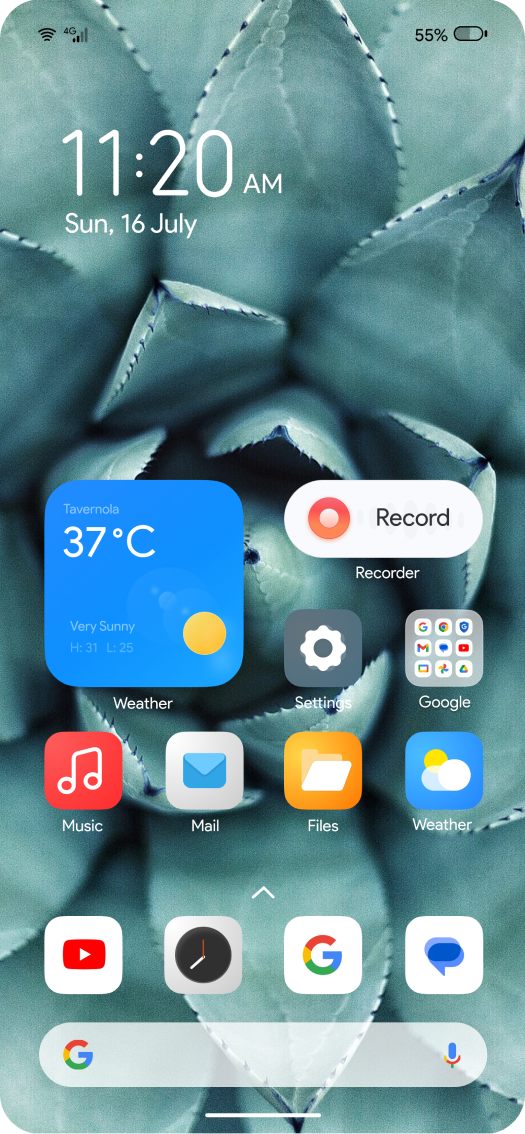 4G
55%
11:20 AM
Sun, 16 July
Tavernola
37°C
Very Sunny
H: 31 L: 25
Weather
Record
Recorder
Settings
Google
Music
Mail
Files
Weather